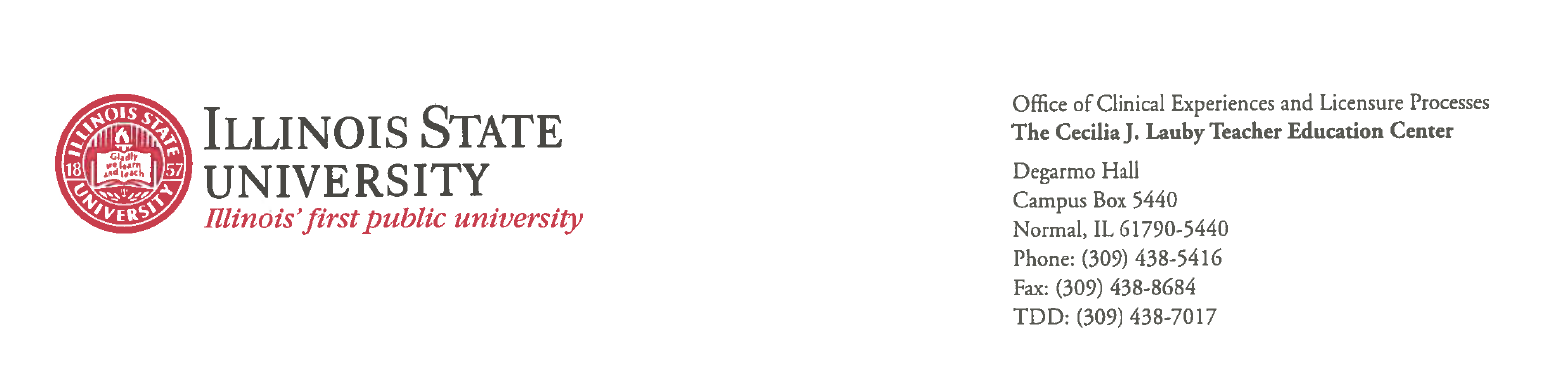 ILLINOIS STATE
UNIVERSITY
18 57
Gladly
we learn
and teach
ILLINOIS STATE
UNIVERSITY
Illinois' first public university
Office of Clinical Experiences and Licensure Processes
The Cecilia J. Lauby Teacher Education Center
Degarmo Hall
Campus Box 5440
Normal, IL 61790-5440
Phone: (309) 438-5416
Fax: (309) 438-8684
TDD: (309) 438-7017